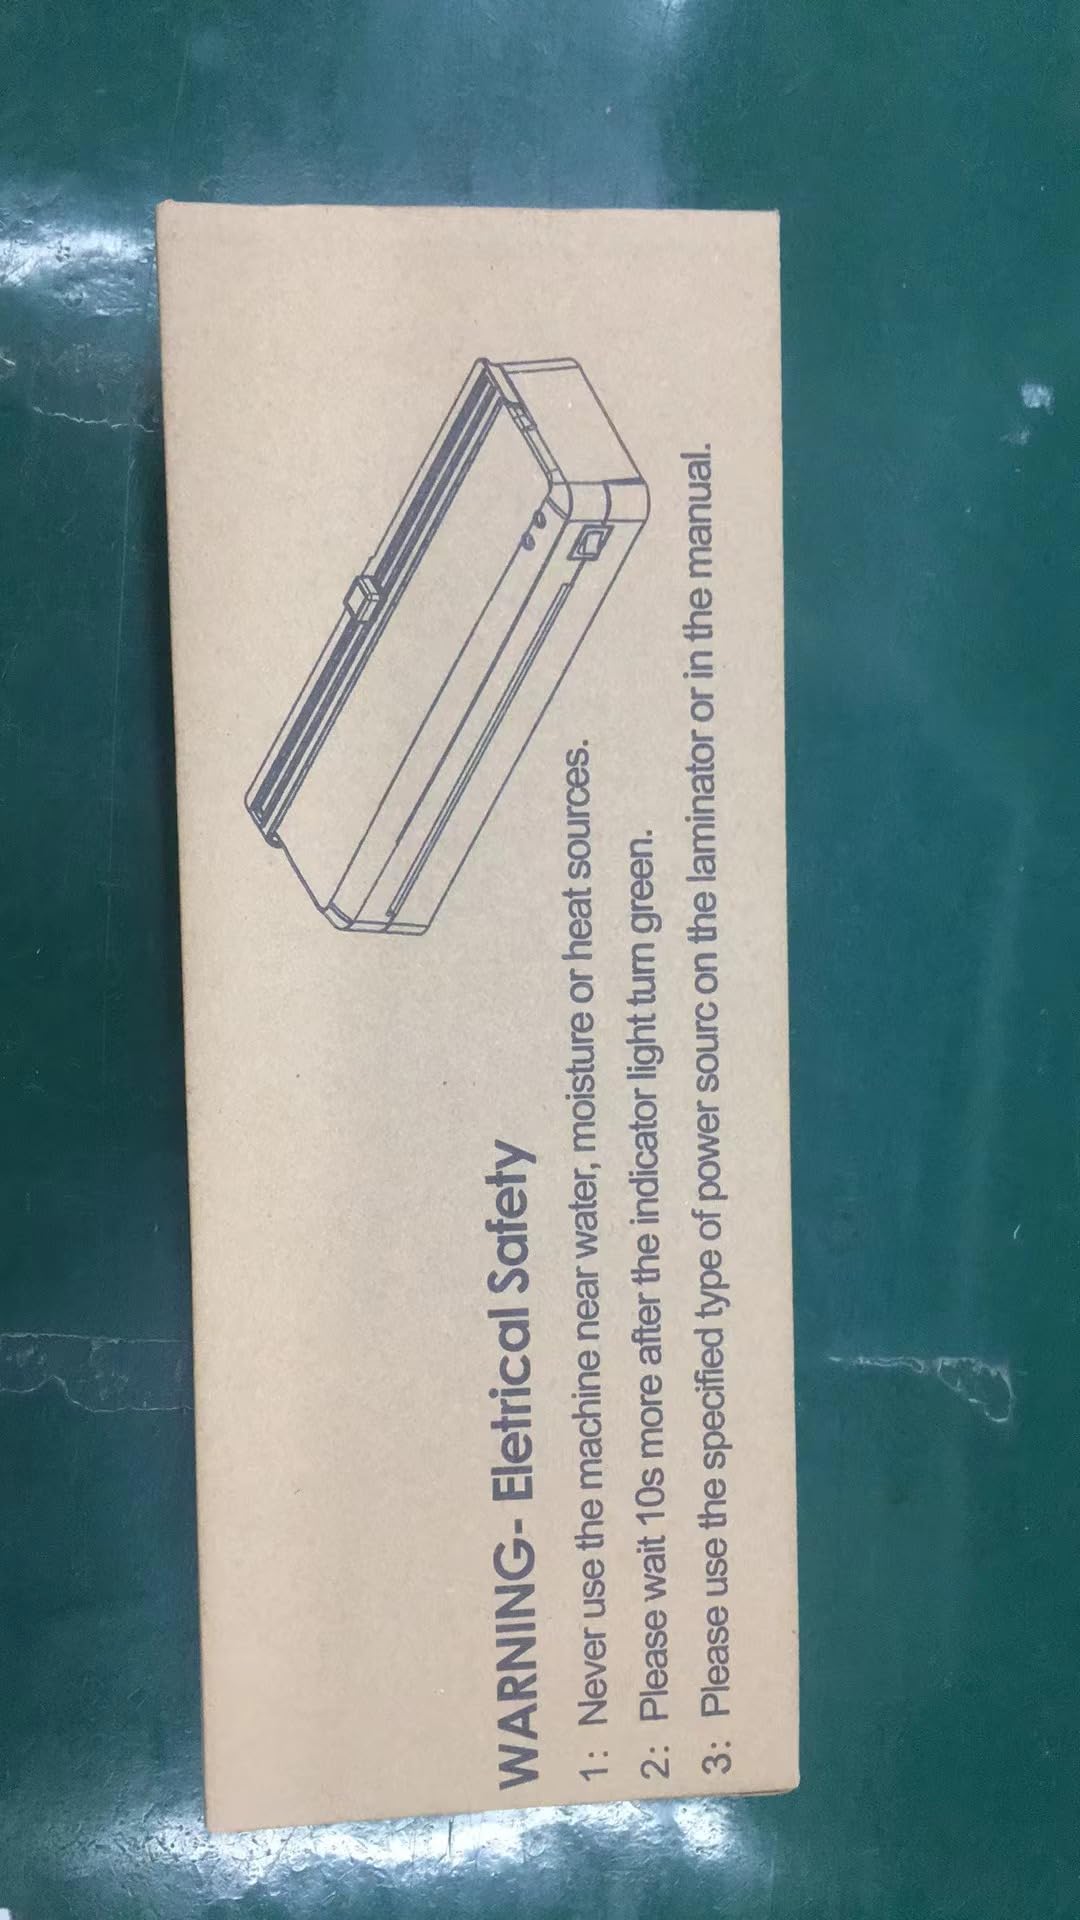 WARNING- Eletrical Safety
1: Never use the machine near water, moisture or heat sources.
2: Please wait 10s more after the indicator light turn green.
3: Please use the specified type of power sourc on the laminator or in the manual.